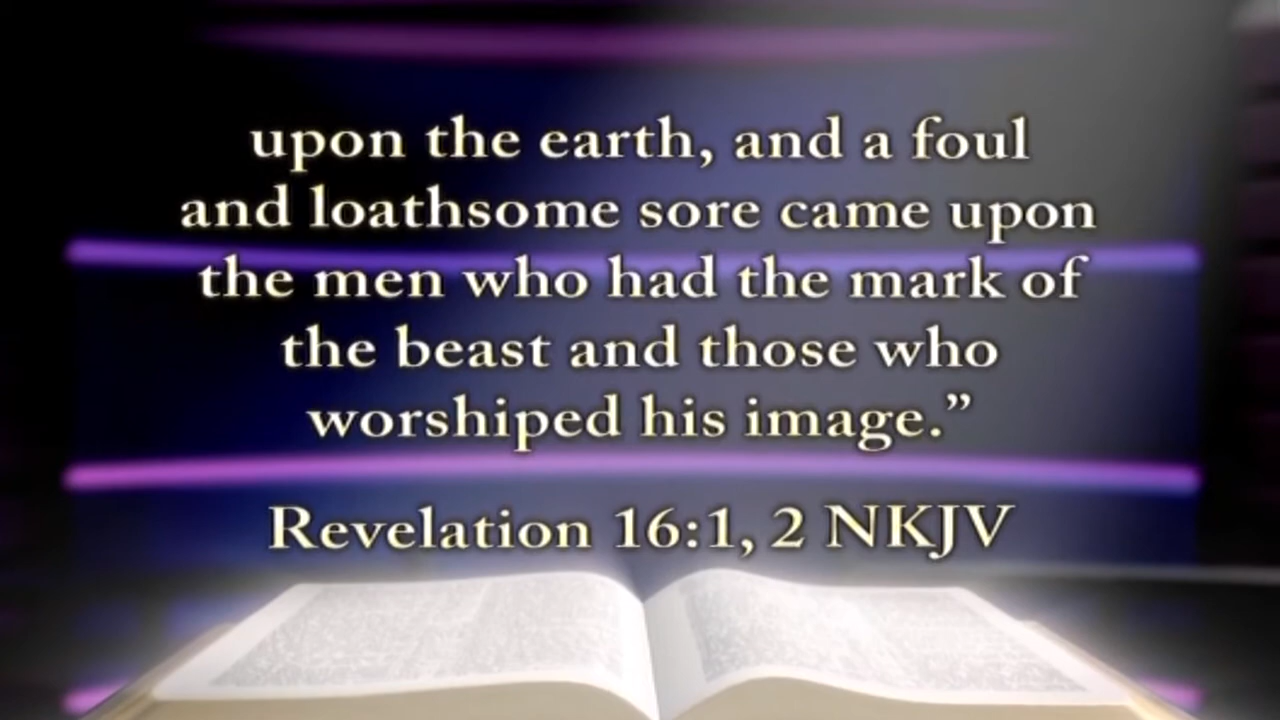 upon the earth, and a foul
and loathsome sore came upon
the men who had the mark of
the beast and those who
worshiped his image.”
Revelation 16:1, 2 NKJV